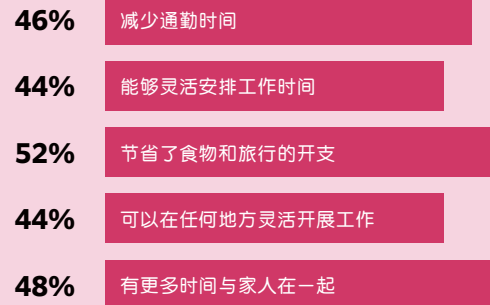 46% 减少通勤时间
44% 能够灵活安排工作时间
52% 节省了食物和旅行的开支
44% 可以在任何地方灵活开展工作
48% 有更多时间与家人在一起